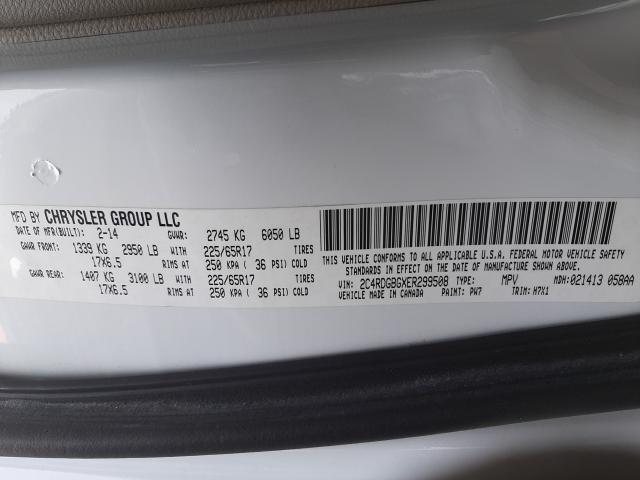 MFD BY CHRYSLER GROUP LLC
DATE OF MFR(BUILT): 2-14 GVWR: 2745 KG 6050 LB
GAWR FRONT: 1339 KG 2950 LB WITH 225/65R17 TIRES
17X6.5 RIMS AT 250 KPA ( 36 PSI) COLD
GAWR REAR: 1407 KG 3100 LB WITH 225/65R17 TIRES
17X6.5 RIMS AT 250 KPA ( 36 PSI) COLD
THIS VEHICLE CONFORMS TO ALL APPLICABLE U.S.A. FEDERAL MOTOR VEHICLE SAFETY
STANDARDS IN EFFECT ON THE DATE OF MANUFACTURE SHOWN ABOVE.
VIN: 2C4RDGBGXER299508 TYPE: MPV MDH: 021413 058AA
MADE IN CANADA PAINT: PW7 TRIM: H7X1